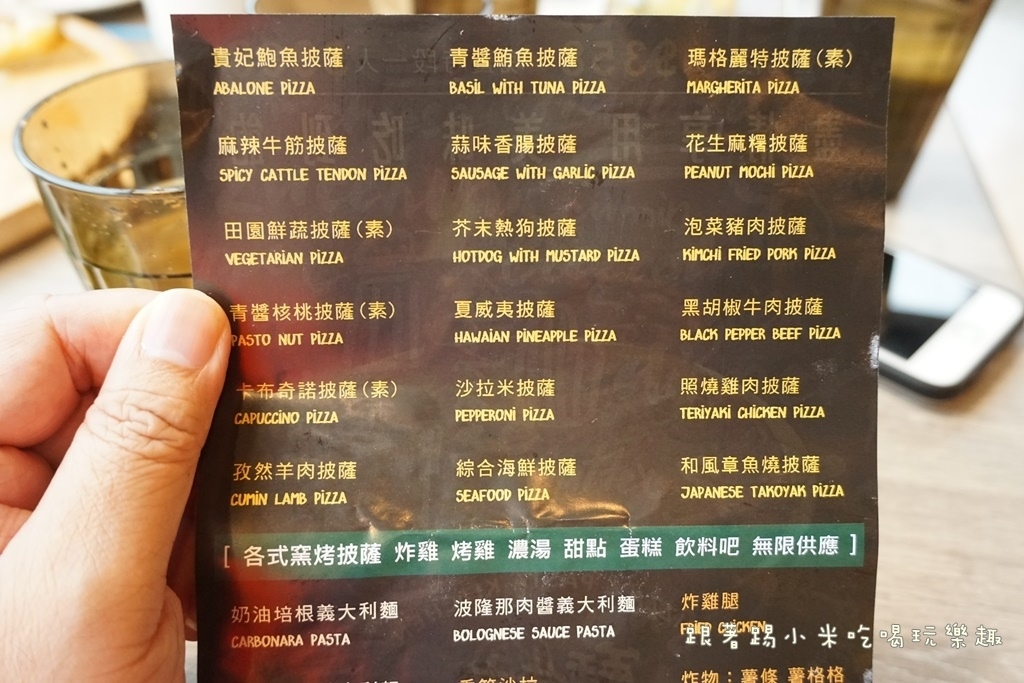 貴妃鮑魚披薩
ABALONE PIZZA
青醬鮪魚披薩
BASIL WITH TUNA PIZZA
瑪格麗特披薩(素)
MARGHERITA PIZZA
麻辣牛筋披薩
SPICY CATTLE TENDON PIZZA
蒜味香腸披薩
SAUSAGE WITH GARLIC PIZZA
花生麻糬披薩
PEANUT MOCHI PIZZA
田園鮮蔬披薩(素)
VEGETARIAN PIZZA
芥末熱狗披薩
HOTDOG WITH MUSTARD PIZZA
泡菜豬肉披薩
KIMCHI FRIED PORK PIZZA
青醬核桃披薩(素)
PASTO NUT PIZZA
夏威夷披薩
HAWAIAN PINEAPPLE PIZZA
黑胡椒牛肉披薩
BLACK PEPPER BEEF PIZZA
卡布奇諾披薩(素)
CAPUCCINO PIZZA
沙拉米披薩
PEPPERONI PIZZA
照燒雞肉披薩
TERIYAKI CHICKEN PIZZA
孜然羊肉披薩
CUMIN LAMB PIZZA
綜合海鮮披薩
SEAFOOD PIZZA
和風章魚燒披薩
JAPANESE TAKOYAK PIZZA
[ 各式窯烤披薩 炸雞 烤雞 濃湯 甜點 蛋糕 飲料吧 無限供應 ]
奶油培根義大利麵
CARBONARA PASTA
波隆那肉醬義大利麵
BOLOGNESE SAUCE PASTA
炸雞腿
FRIED CHICKEN
炸物:薯條 薯格格
跟著踢小米吃喝玩樂趣